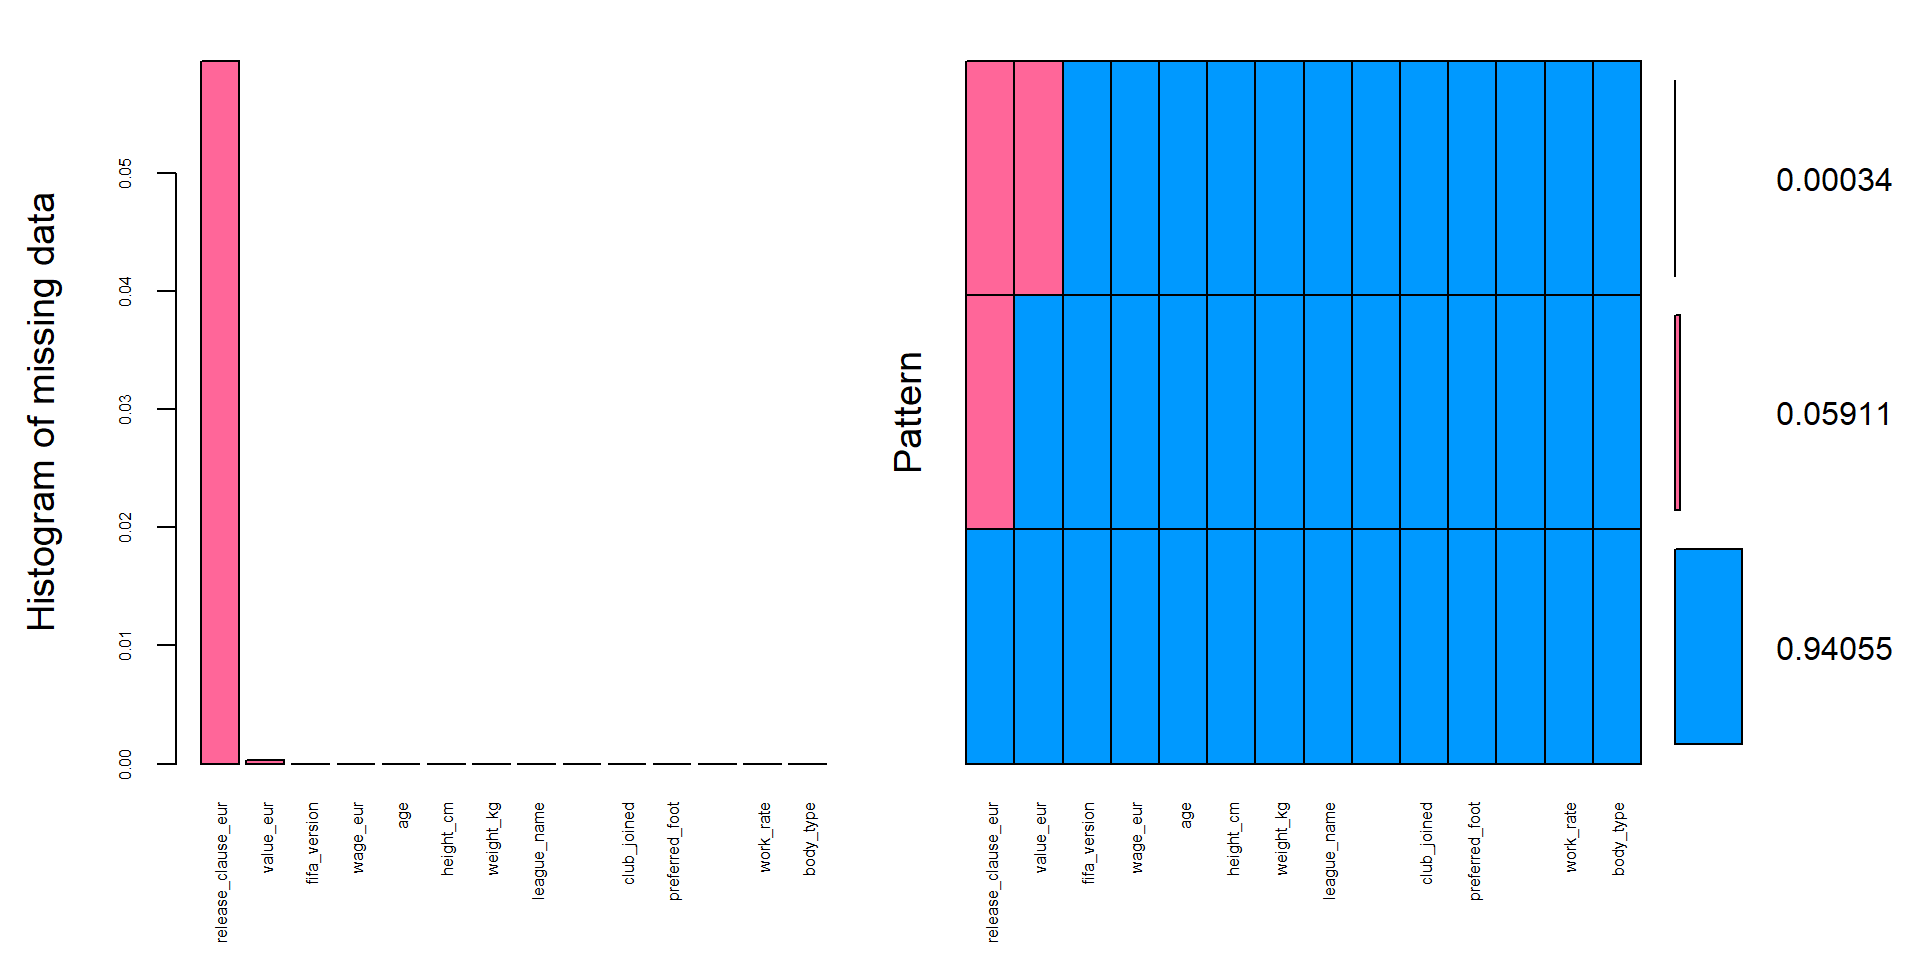 Histogram of missing data
0.05
0.04
0.03
0.02
0.01
0.00
release_clause_eur
value_eur
fifa_version
wage_eur
age
height_cm
weight_kg
league_name
club_joined
preferred_foot
work_rate
body_type
Pattern
release_clause_eur
value_eur
fifa_version
wage_eur
age
height_cm
weight_kg
league_name
club_joined
preferred_foot
work_rate
body_type
0.00034
0.05911
0.94055